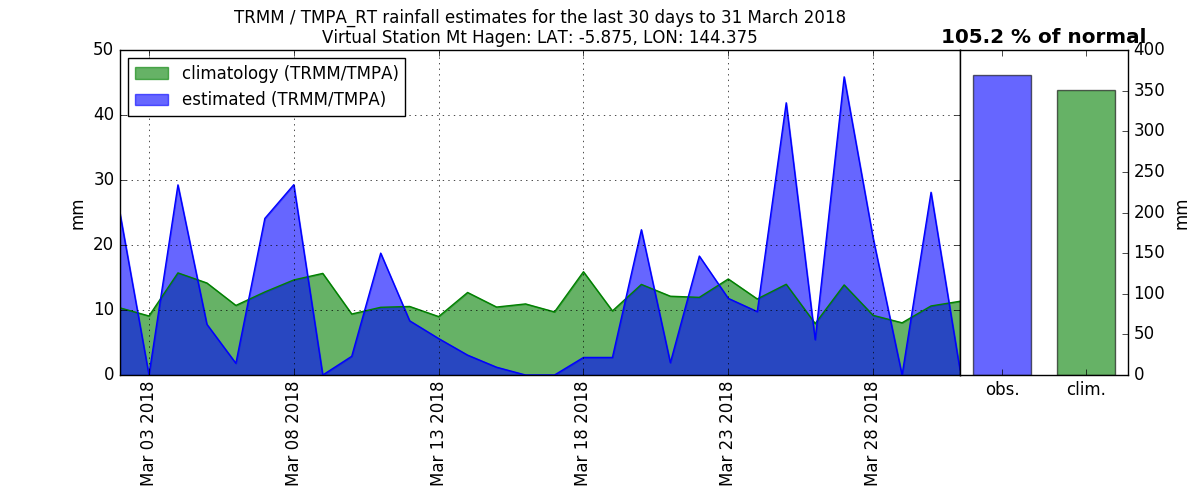 TRMM / TMPA_RT rainfall estimates for the last 30 days to 31 March 2018
Virtual Station Mt Hagen: LAT: -5.875, LON: 144.375
105.2 % of normal
climatology (TRMM/TMPA)
estimated (TRMM/TMPA)
50
40
30
20
10
0
mm
Mar 03 2018
Mar 08 2018
Mar 13 2018
Mar 18 2018
Mar 23 2018
Mar 28 2018
400
350
300
250
200
150
100
50
0
mm
obs.
clim.